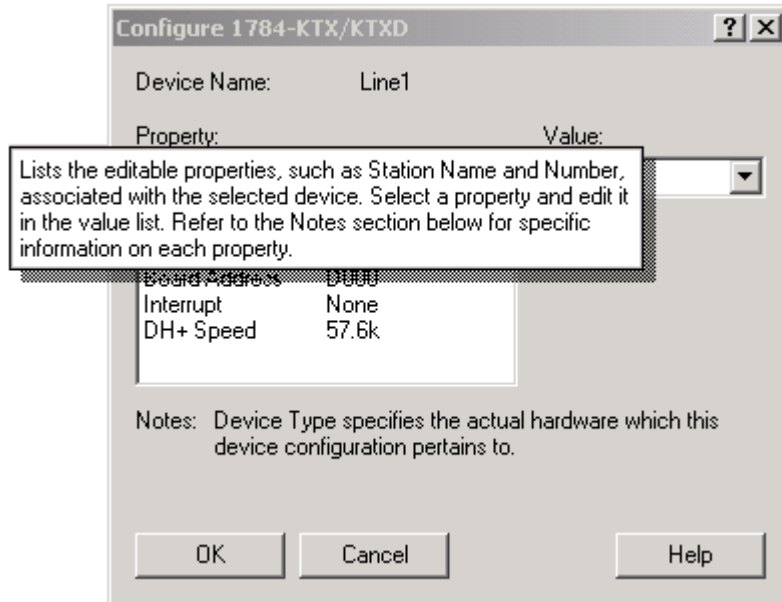 Configure 1784-KTX/KTXD
Device Name: Line1
Property: Value:
Lists the editable properties, such as Station Name and Number,
associated with the selected device. Select a property and edit it
in the value list. Refer to the Notes section below for specific
information on each property.
Board Address D000
Interrupt None
DH+ Speed 57.6k
Notes: Device Type specifies the actual hardware which this
device configuration pertains to.
OK Cancel Help